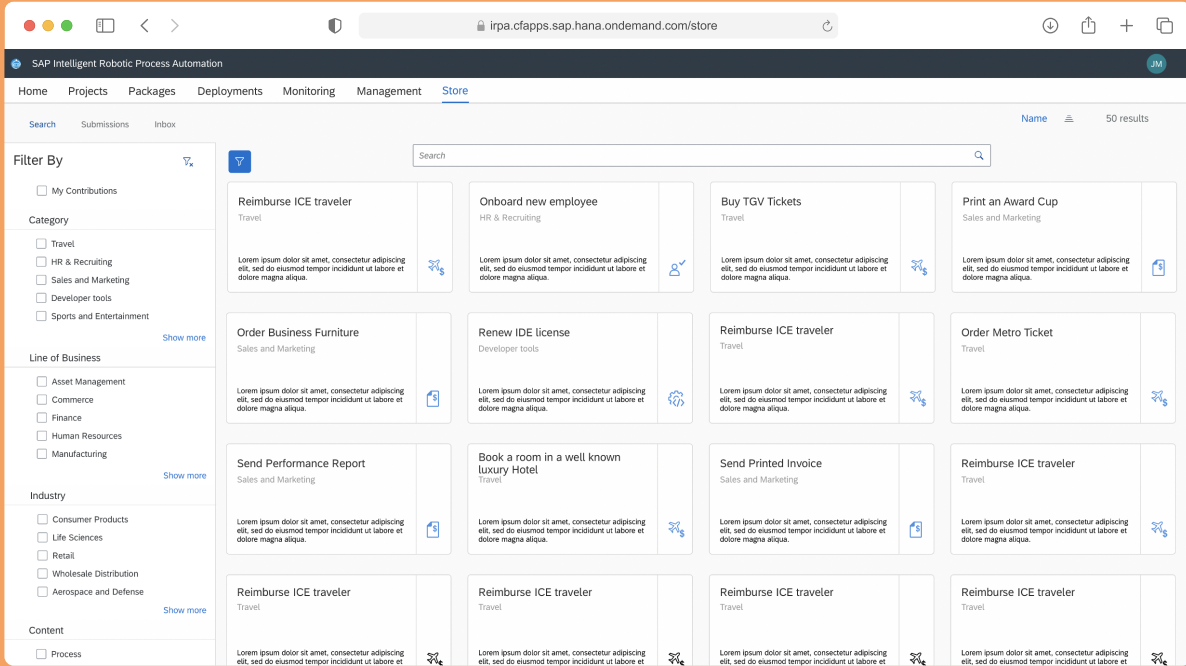 irpa.cfapps.sap.hana.ondemand.com/store
SAP Intelligent Robotic Process Automation
JM
Home Projects Packages Deployments Monitoring Management Store
Search Submissions Inbox
Name
50 results
Filter By
My Contributions
Category
Travel
HR & Recruiting
Sales and Marketing
Developer tools
Sports and Entertainment
Show more
Line of Business
Asset Management
Commerce
Finance
Human Resources
Manufacturing
Show more
Industry
Consumer Products
Life Sciences
Retail
Wholesale Distribution
Aerospace and Defense
Show more
Content
Process
Search
Reimburse ICE traveler
Travel
Lorem ipsum dolor sit amet, consectetur adipiscing
elit, sed do eiusmod tempor incididunt ut labore et
dolore magna aliqua.
Onboard new employee
HR & Recruiting
Lorem ipsum dolor sit amet, consectetur adipiscing
elit, sed do eiusmod tempor incididunt ut labore et
dolore magna aliqua.
Buy TGV Tickets
Travel
Lorem ipsum dolor sit amet, consectetur adipiscing
elit, sed do eiusmod tempor incididunt ut labore et
dolore magna aliqua.
Print an Award Cup
Sales and Marketing
Lorem ipsum dolor sit amet, consectetur adipiscing
elit, sed do eiusmod tempor incididunt ut labore et
dolore magna aliqua.
Order Business Furniture
Sales and Marketing
Lorem ipsum dolor sit amet, consectetur adipiscing
elit, sed do eiusmod tempor incididunt ut labore et
dolore magna aliqua.
Renew IDE license
Developer tools
Lorem ipsum dolor sit amet, consectetur adipiscing
elit, sed do eiusmod tempor incididunt ut labore et
dolore magna aliqua.
Reimburse ICE traveler
Travel
Lorem ipsum dolor sit amet, consectetur adipiscing
elit, sed do eiusmod tempor incididunt ut labore et
dolore magna aliqua.
Order Metro Ticket
Travel
Lorem ipsum dolor sit amet, consectetur adipiscing
elit, sed do eiusmod tempor incididunt ut labore et
dolore magna aliqua.
Send Performance Report
Sales and Marketing
Lorem ipsum dolor sit amet, consectetur adipiscing
elit, sed do eiusmod tempor incididunt ut labore et
dolore magna aliqua.
Book a room in a well known
luxury Hotel
Travel
Lorem ipsum dolor sit amet, consectetur adipiscing
elit, sed do eiusmod tempor incididunt ut labore et
dolore magna aliqua.
Send Printed Invoice
Sales and Marketing
Lorem ipsum dolor sit amet, consectetur adipiscing
elit, sed do eiusmod tempor incididunt ut labore et
dolore magna aliqua.
Reimburse ICE traveler
Travel
Lorem ipsum dolor sit amet, consectetur adipiscing
elit, sed do eiusmod tempor incididunt ut labore et
dolore magna aliqua.
Reimburse ICE traveler
Travel
Lorem ipsum dolor sit amet, consectetur adipiscing
elit, sed do eiusmod tempor incididunt ut labore et
Reimburse ICE traveler
Travel
Lorem ipsum dolor sit amet, consectetur adipiscing
elit, sed do eiusmod tempor incididunt ut labore et
Reimburse ICE traveler
Travel
Lorem ipsum dolor sit amet, consectetur adipiscing
elit, sed do eiusmod tempor incididunt ut labore et
Reimburse ICE traveler
Travel
Lorem ipsum dolor sit amet, consectetur adipiscing
elit, sed do eiusmod tempor incididunt ut labore et